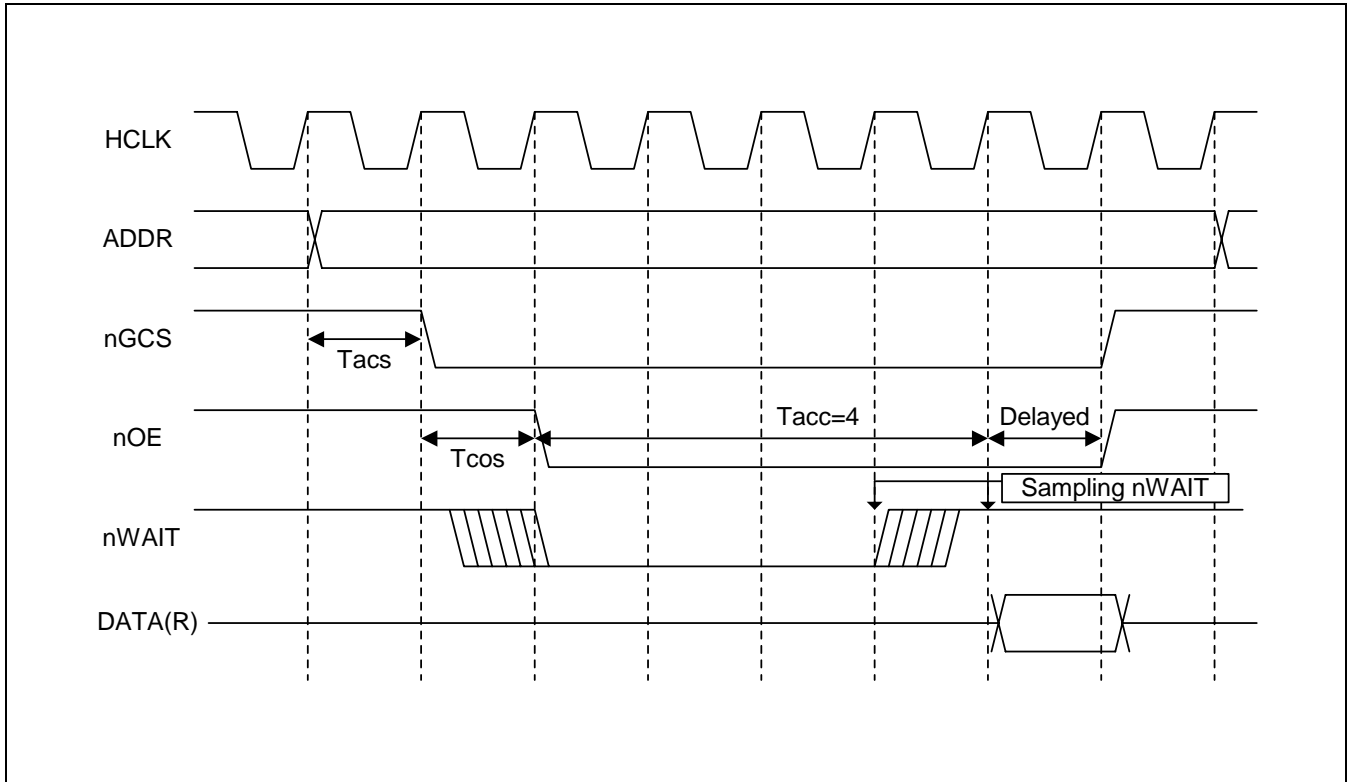 HCLK
ADDR
nGCS
Tacs
nOE
Tcos
Tacc=4
Delayed
Sampling nWAIT
nWAIT
DATA(R)